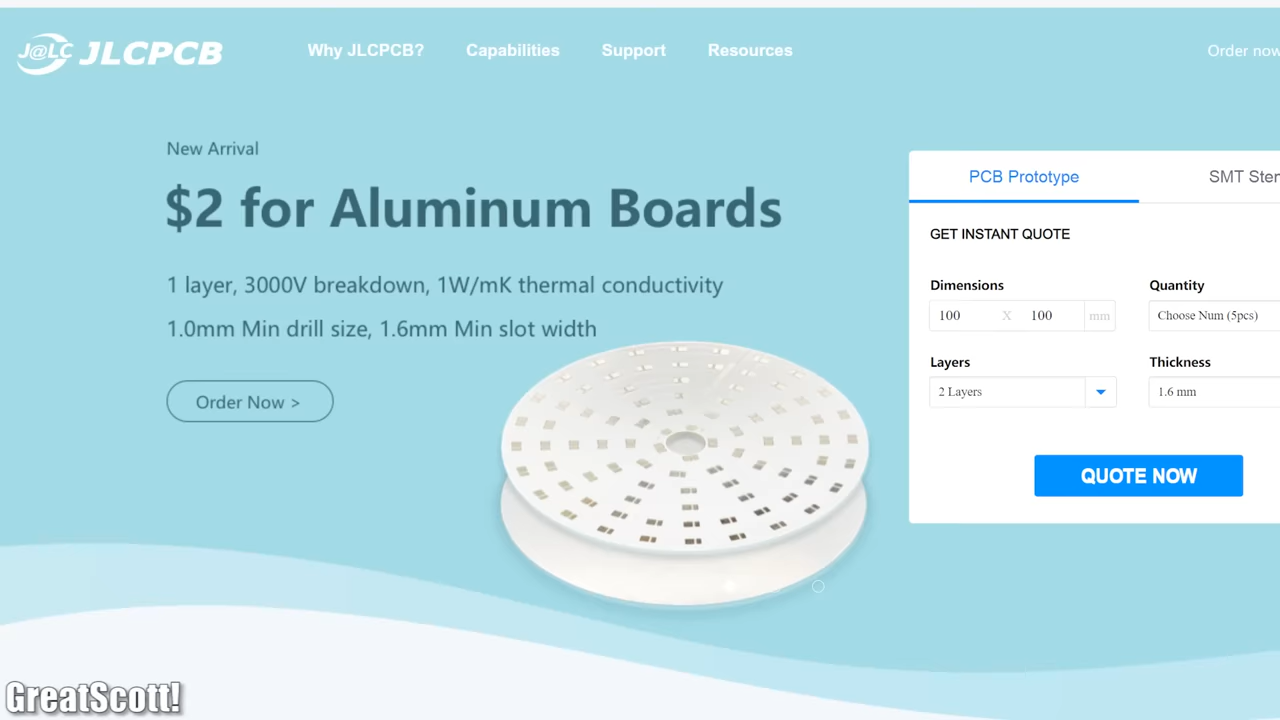 J@LC JLCPCB
Why JLCPCB? Capabilities Support Resources Order now
New Arrival
$2 for Aluminum Boards
1 layer, 3000V breakdown, 1W/mK thermal conductivity
1.0mm Min drill size, 1.6mm Min slot width
Order Now >
PCB Prototype SMT Sten
GET INSTANT QUOTE
Dimensions Quantity
100 X 100 mm Choose Num (5pcs)
Layers Thickness
2 Layers 1.6 mm
QUOTE NOW
GreatScott!